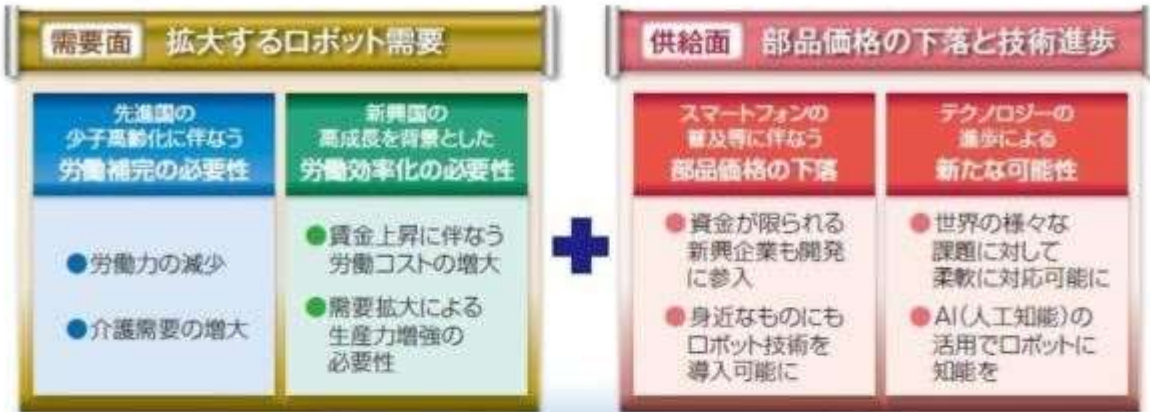 需要面 拡大するロボット需要
先進国の
少子高齢化に伴なう
労働補完の必要性
●労働力の減少
●介護需要の増大
新興国の
高成長を背景とした
労働効率化の必要性
●賃金上昇に伴なう
労働コストの増大
●需要拡大による
生産力増強の
必要性
供給面 部品価格の下落と技術進歩
スマートフォンの
普及等に伴なう
部品価格の下落
●資金が限られる
新興企業も開発
に参入
●身近なものにも
ロボット技術を
導入可能に
テクノロジーの
進歩による
新たな可能性
●世界の様々な
課題に対して
柔軟に対応可能に
●AI(人工知能)の
活用でロボットに
知能を